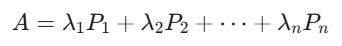 A = λ₁P₁ + λ₂P₂ + ⋯ + λₙPₙ